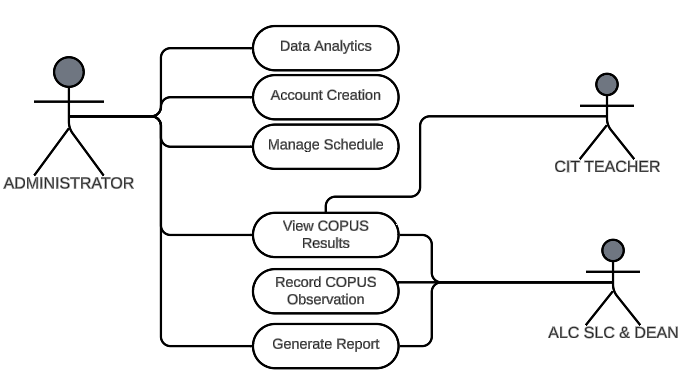 Data Analytics
Account Creation
Manage Schedule
ADMINISTRATOR
CIT TEACHER
View COPUS
Results
Record COPUS
Observation
Generate Report
ALC SLC & DEAN